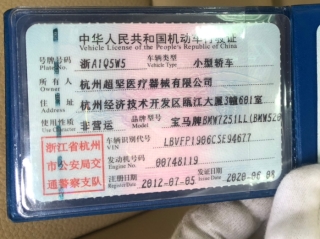 中华人民共和国机动车行驶证
Vehicle License of the People's Republic of China
号牌号码 浙A1Q5W5 车辆类型 小型轿车
Plate No. Vehicle Type
所有人 杭州超坚医疗器械有限公司
Owner
住址 杭州经济技术开发区瓯江大厦3幢601室
使用性质 非营运 品牌型号 宝马牌BMW7251LL(BMW520
Use Character Model
浙江省杭州 车辆识别代号 LBVFP1906CSE94677
VIN
市公安局交 发动机号码 00748119
通警察支队 注册日期 2012-07-05 发证日期 2020-06-08
Register Date Issue Date